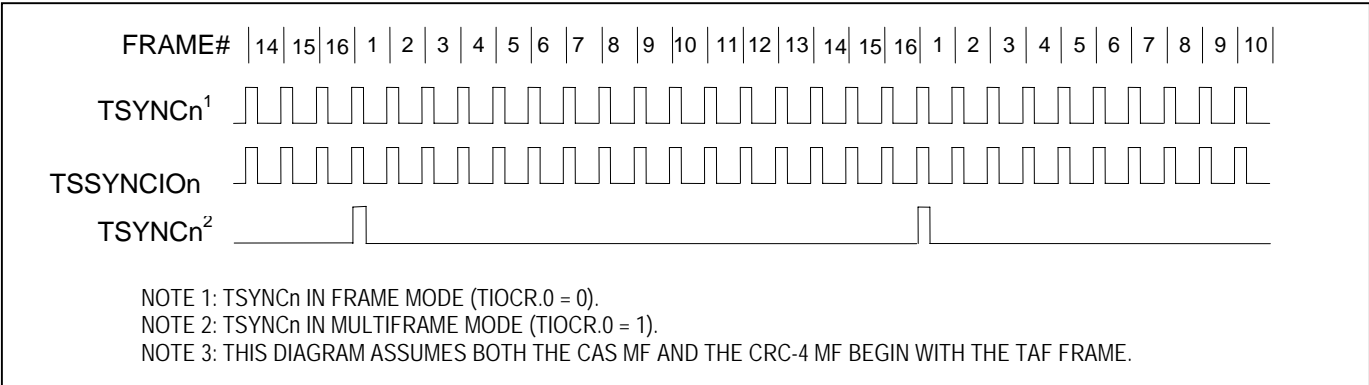 FRAME# 14 15 16 1 2 3 4 5 6 7 8 9 10 11 12 13 14 15 16 1 2 3 4 5 6 7 8 9 10
TSYNCn¹
TSSYNCIOn
TSYNCn²
NOTE 1: TSYNCn IN FRAME MODE (TIOCR.0 = 0).
NOTE 2: TSYNCn IN MULTIFRAME MODE (TIOCR.0 = 1).
NOTE 3: THIS DIAGRAM ASSUMES BOTH THE CAS MF AND THE CRC-4 MF BEGIN WITH THE TAF FRAME.